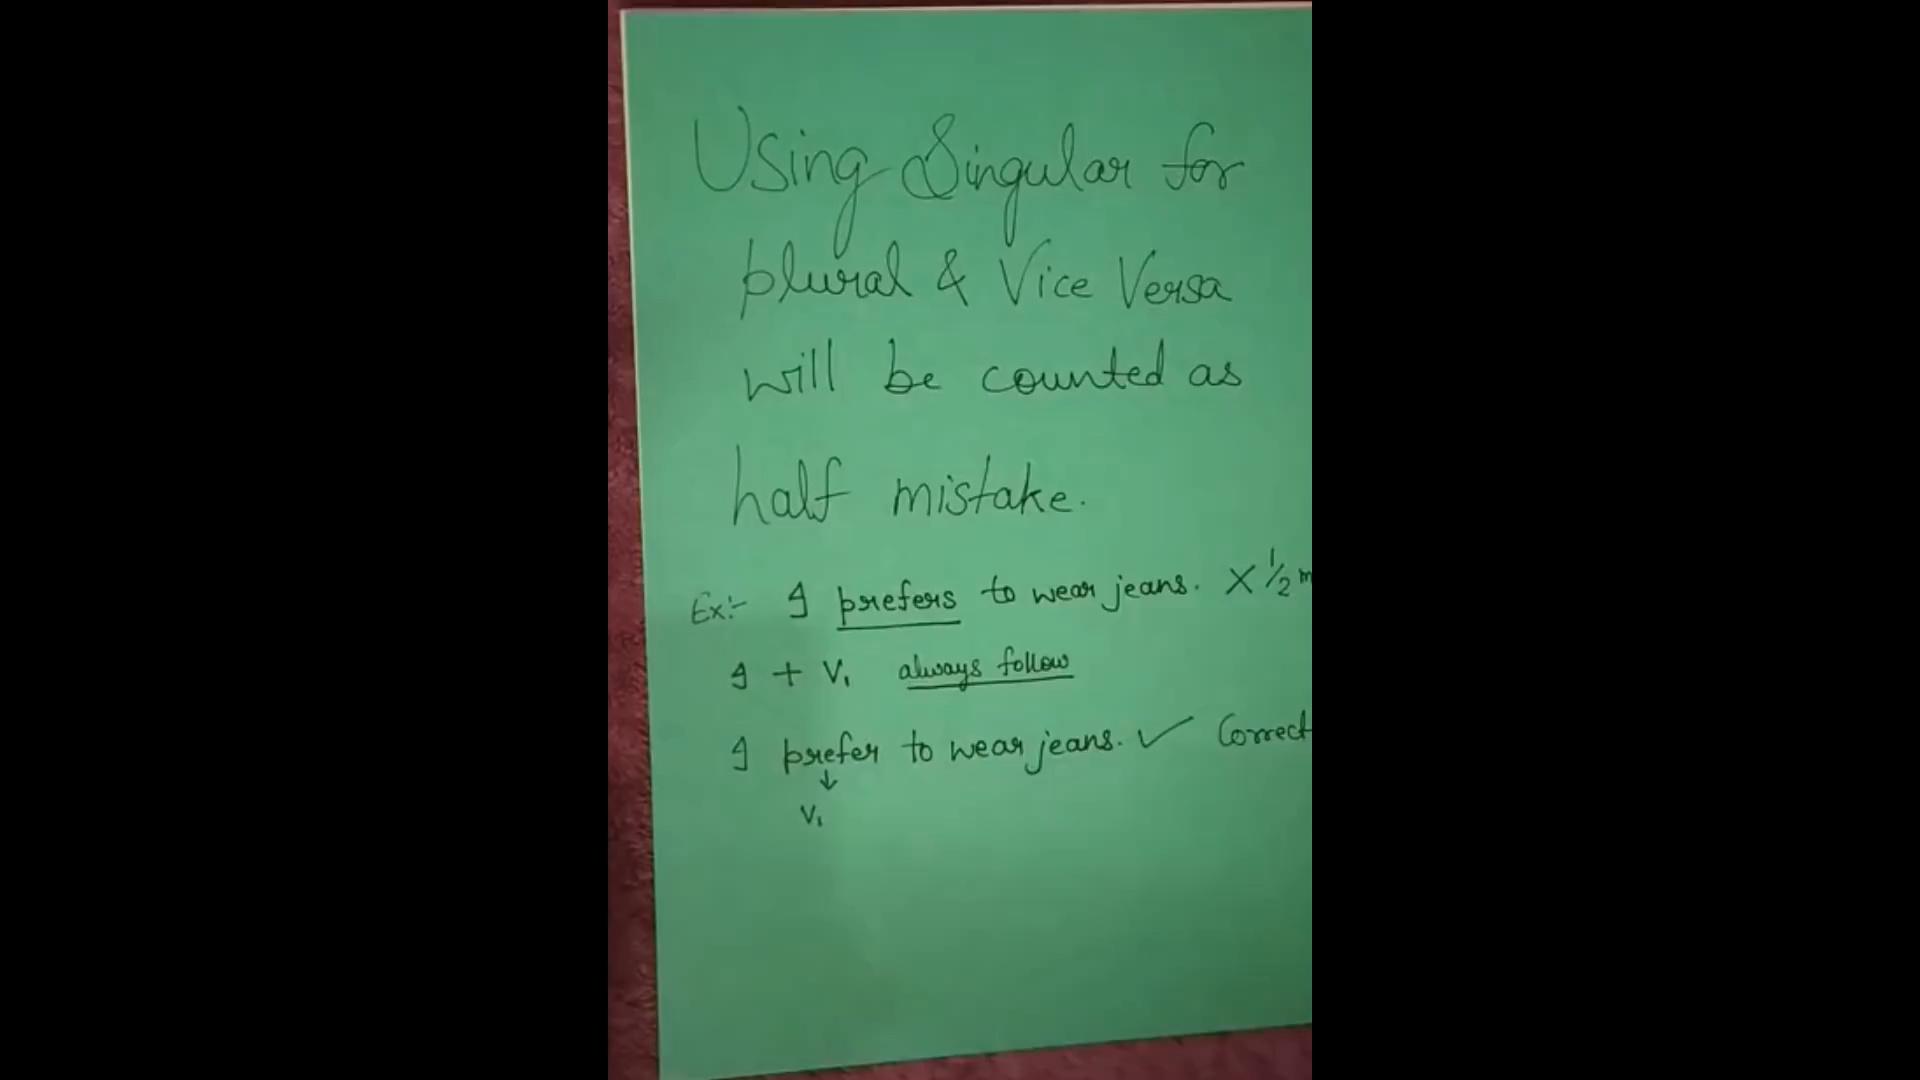 Using Singular for
plural & Vice Versa
will be counted as
half mistake.
Ex:- I prefers to wear jeans. X 1/2 m
I + V1 always follow
I prefer to wear jeans. ✓ Correct
↓
V1